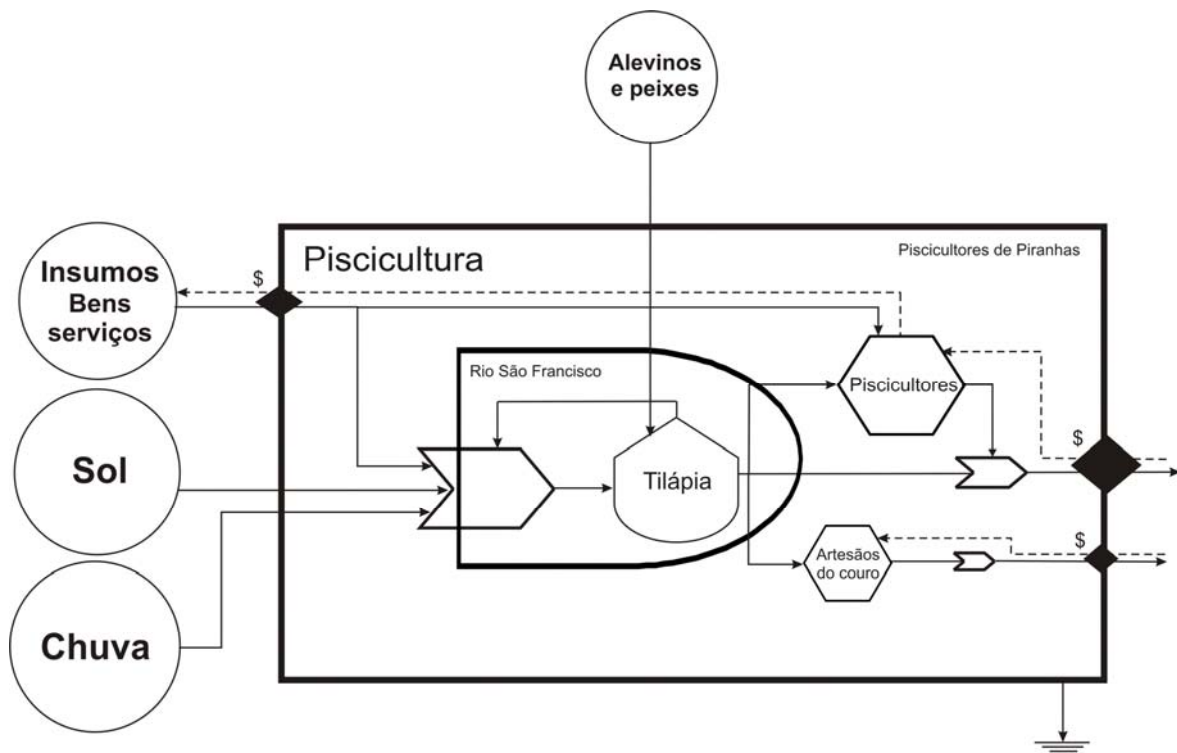 Alevinos
e peixes
Piscicultura
Piscicultores de Piranhas
Insumos
Bens
serviços
$
Rio São Francisco
Piscicultores
$
Sol
Tilápia
$
Artesãos
do couro
Chuva